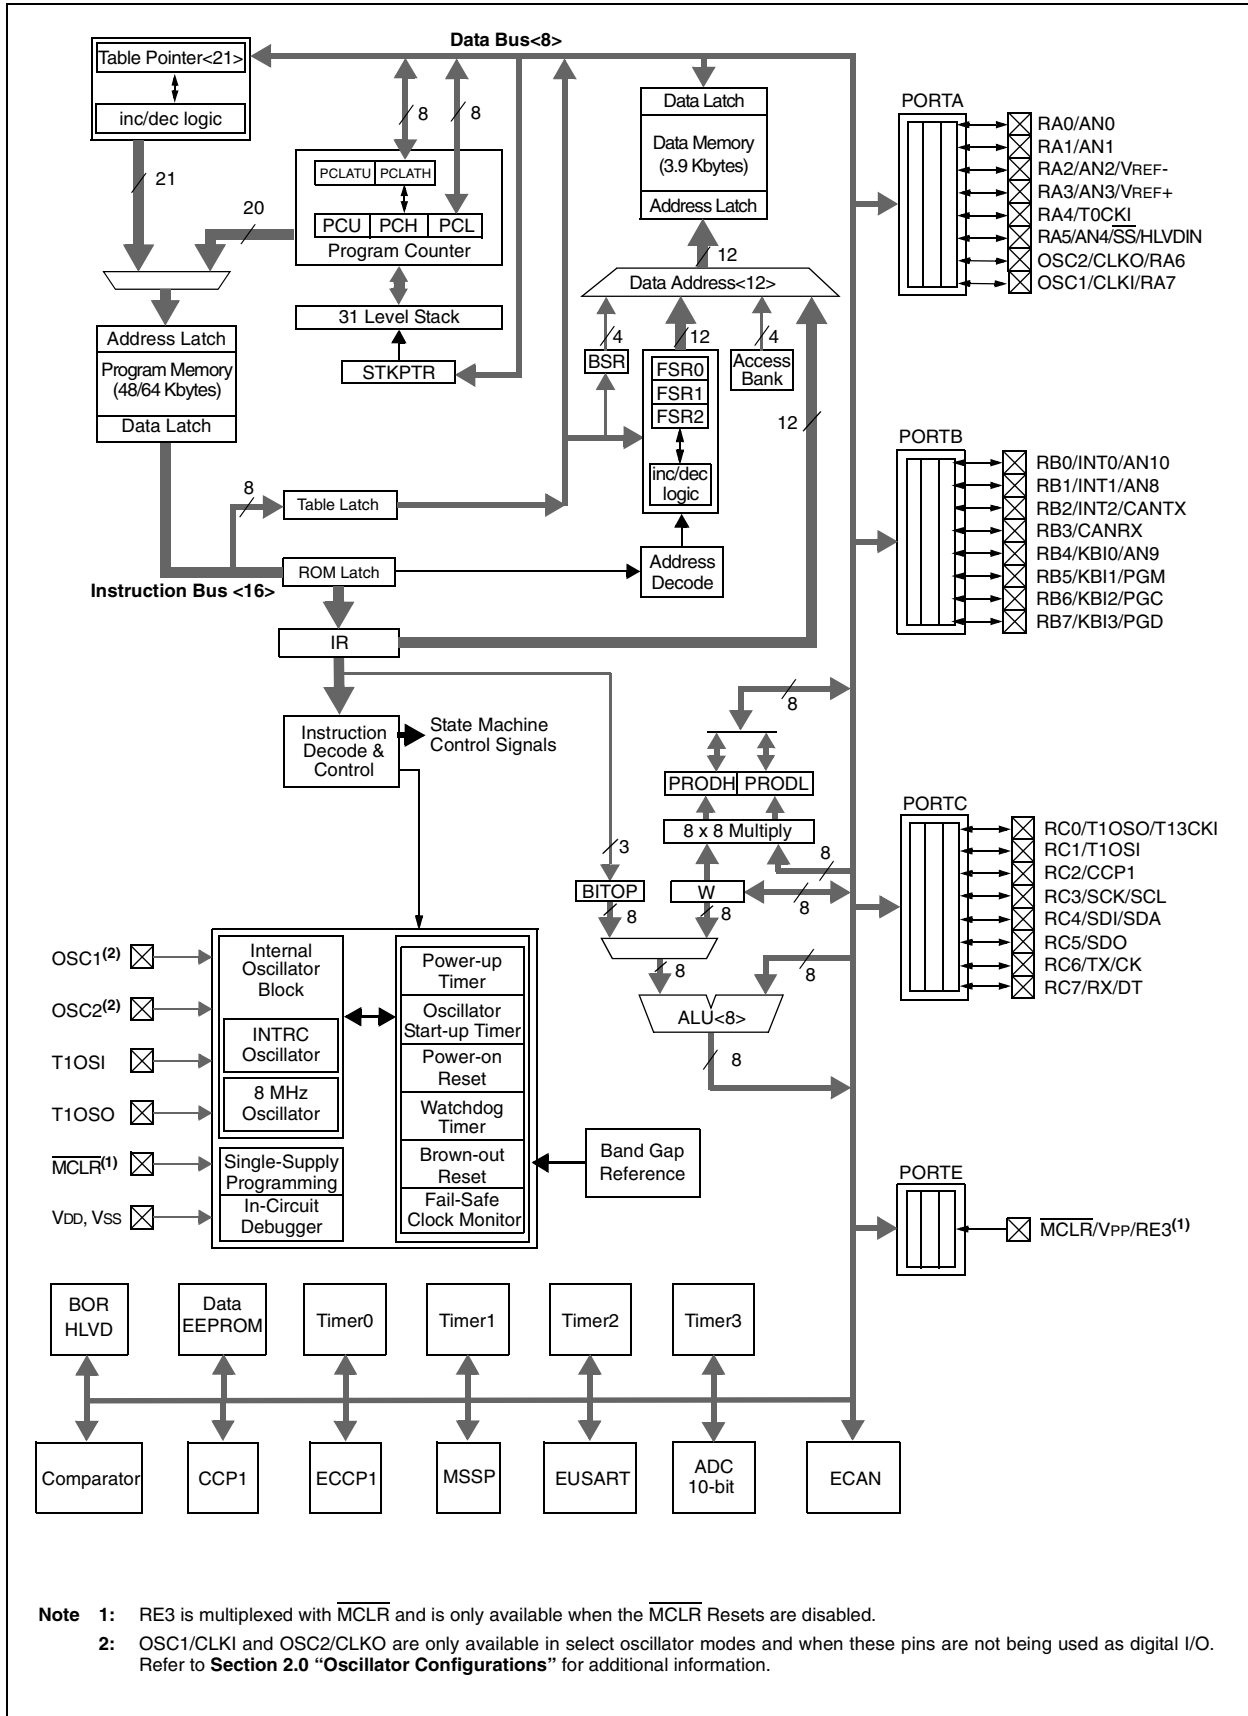 Data Bus<8>
Table Pointer<21>
inc/dec logic
21
20
8
8
PCLATU PCLATH
PCU PCH PCL
Program Counter
31 Level Stack
STKPTR
Address Latch
Program Memory
(48/64 Kbytes)
Data Latch
Data Latch
Data Memory
(3.9 Kbytes)
Address Latch
12
Data Address<12>
4
12
4
BSR
FSR0
FSR1
FSR2
inc/dec
logic
Access
Bank
12
8
Table Latch
ROM Latch
Instruction Bus <16>
Address
Decode
IR
Instruction
Decode &
Control
State Machine
Control Signals
8
PRODH PRODL
8 x 8 Multiply
3
8
BITOP
W
8
8
8
8
8
ALU<8>
8
PORTA
RA0/AN0
RA1/AN1
RA2/AN2/VREF-
RA3/AN3/VREF+
RA4/T0CKI
RA5/AN4/SS/HLVDIN
OSC2/CLKO/RA6
OSC1/CLKI/RA7
PORTB
RB0/INT0/AN10
RB1/INT1/AN8
RB2/INT2/CANTX
RB3/CANRX
RB4/KBI0/AN9
RB5/KBI1/PGM
RB6/KBI2/PGC
RB7/KBI3/PGD
PORTC
RC0/T1OSO/T13CKI
RC1/T1OSI
RC2/CCP1
RC3/SCK/SCL
RC4/SDI/SDA
RC5/SDO
RC6/TX/CK
RC7/RX/DT
PORTE
MCLR/VPP/RE3(1)
OSC1(2)
OSC2(2)
T1OSI
T1OSO
MCLR(1)
VDD, VSS
Internal
Oscillator
Block
INTRC
Oscillator
8 MHz
Oscillator
Single-Supply
Programming
In-Circuit
Debugger
Power-up
Timer
Oscillator
Start-up Timer
Power-on
Reset
Watchdog
Timer
Brown-out
Reset
Fail-Safe
Clock Monitor
Band Gap
Reference
BOR
HLVD
Data
EEPROM
Timer0
Timer1
Timer2
Timer3
Comparator
CCP1
ECCP1
MSSP
EUSART
ADC
10-bit
ECAN
Note 1: RE3 is multiplexed with MCLR and is only available when the MCLR Resets are disabled.
2: OSC1/CLKI and OSC2/CLKO are only available in select oscillator modes and when these pins are not being used as digital I/O.
Refer to Section 2.0 “Oscillator Configurations” for additional information.